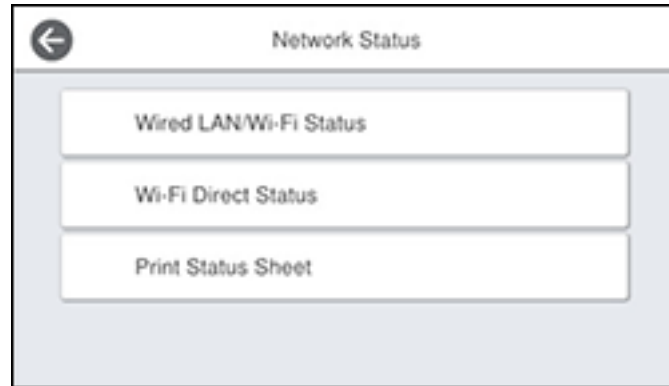 Network Status
Wired LAN/Wi-Fi Status
Wi-Fi Direct Status
Print Status Sheet